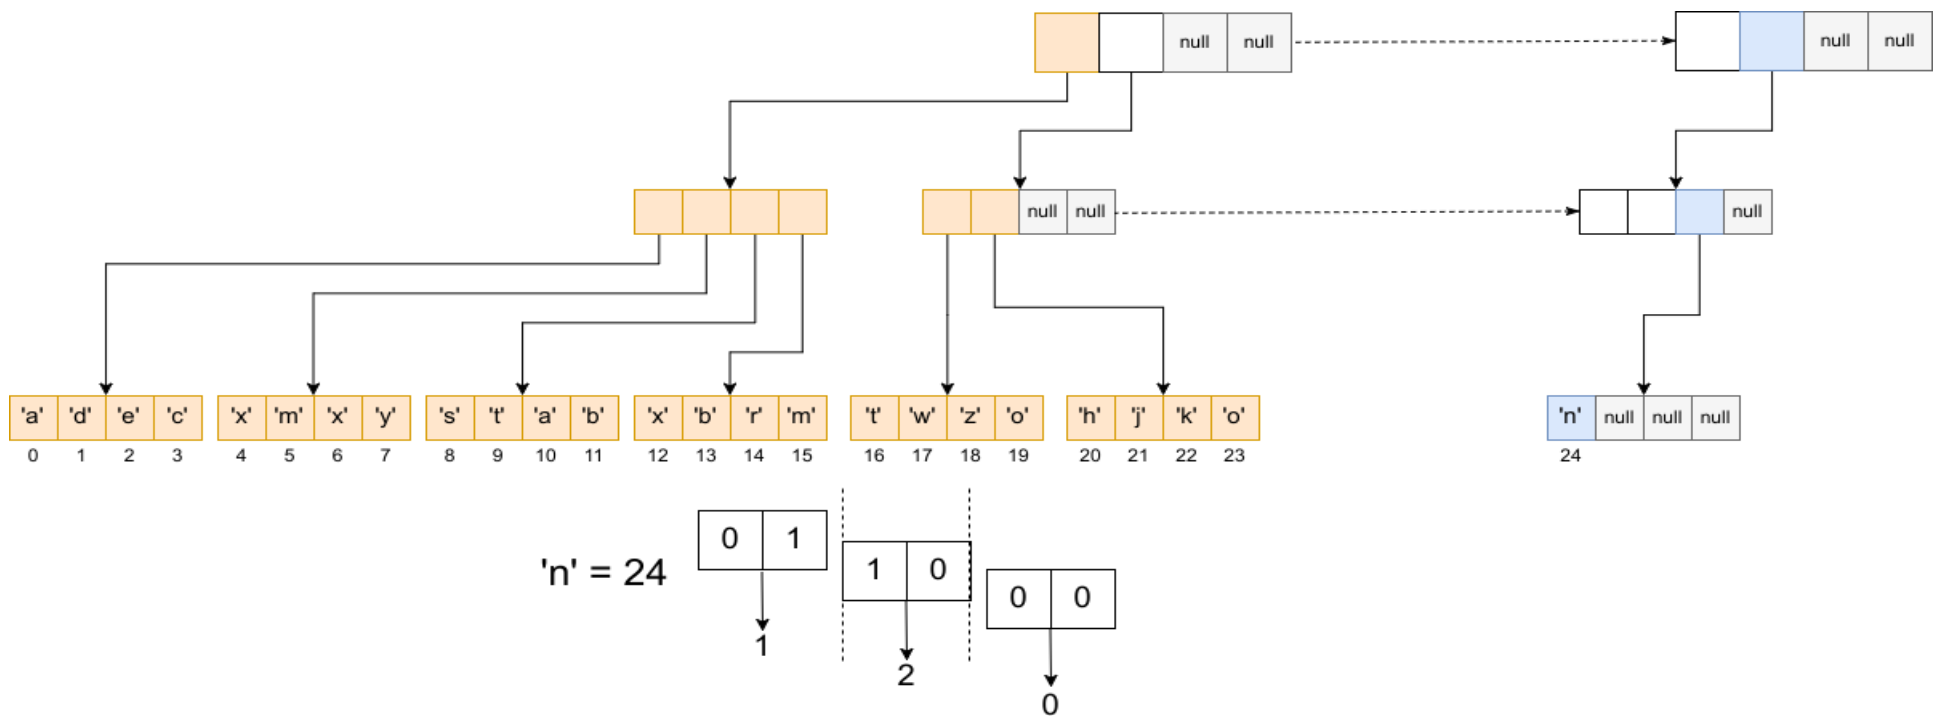 null null null null
null null null
'a' 'd' 'e' 'c' 'x' 'm' 'x' 'y' 's' 't' 'a' 'b' 'x' 'b' 'r' 'm' 't' 'w' 'z' 'o' 'h' 'j' 'k' 'o' 'n' null null null
0 1 2 3 4 5 6 7 8 9 10 11 12 13 14 15 16 17 18 19 20 21 22 23 24
'n' = 24 0 1 1 0 0 0
1 2 0